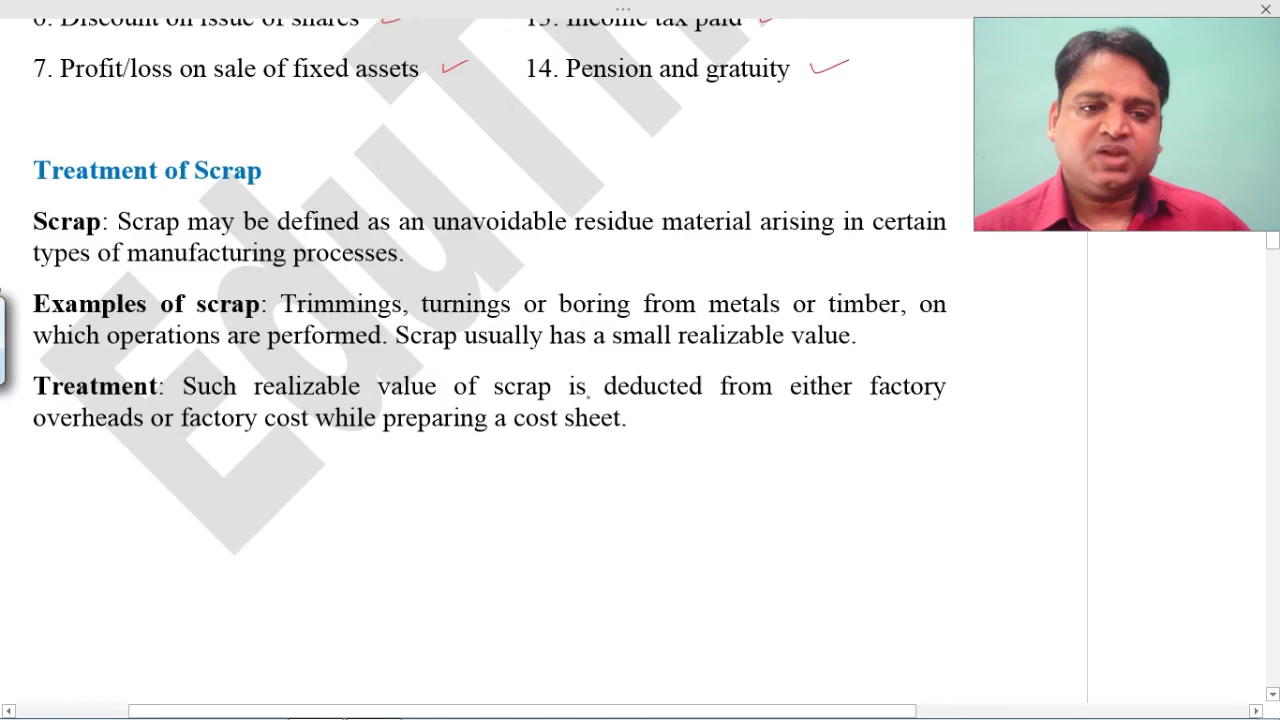 6. Discount on issue of shares 13. Income tax paid
7. Profit/loss on sale of fixed assets 14. Pension and gratuity
Treatment of Scrap
Scrap: Scrap may be defined as an unavoidable residue material arising in certain
types of manufacturing processes.
Examples of scrap: Trimmings, turnings or boring from metals or timber, on
which operations are performed. Scrap usually has a small realizable value.
Treatment: Such realizable value of scrap is deducted from either factory
overheads or factory cost while preparing a cost sheet.